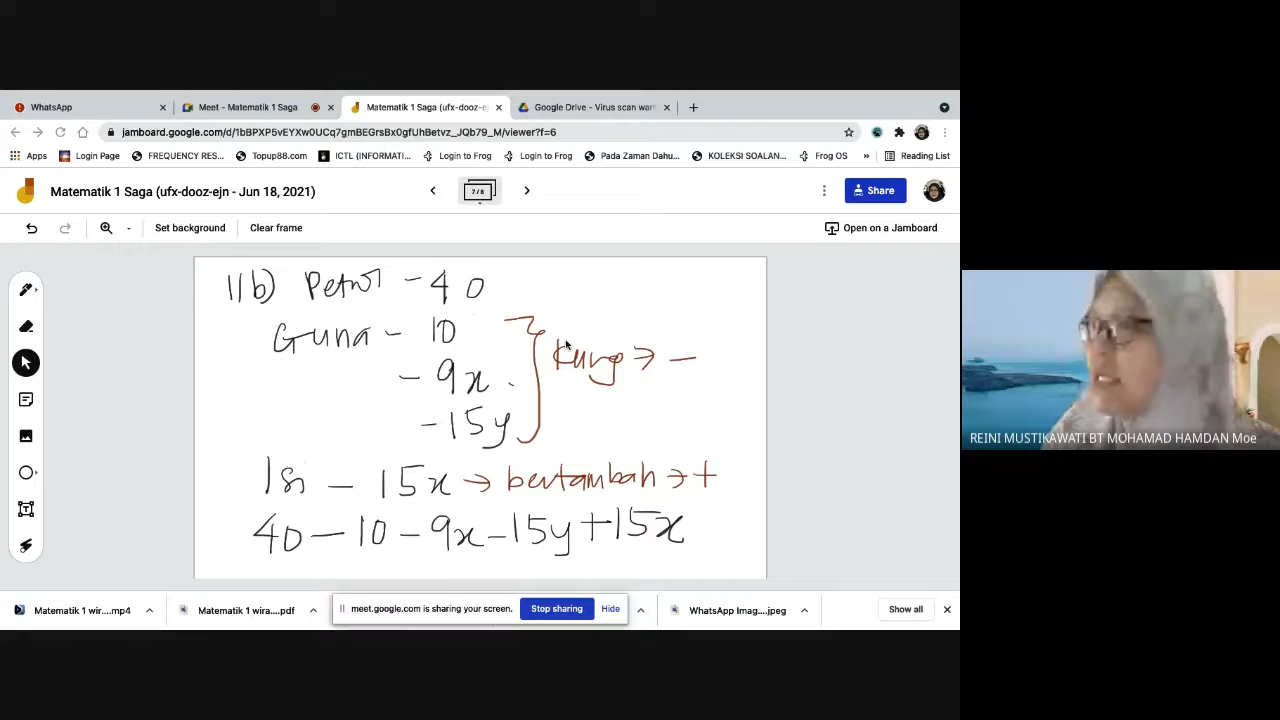 WhatsApp Meet - Matematik 1 Saga Matematik 1 Saga (ufx-dooz-ej Google Drive - Virus scan warn
jamboard.google.com/d/1bBPXP5vEYXw0UCq7gmBEGrsBx0gfUhBetvz_JQb79_M/viewer?f=6
Apps Login Page FREQUENCY RES... Topup88.com ICTL (INFORMATI... Login to Frog Login to Frog Pada Zaman Dahu... KOLEKSI SOALAN... Frog OS » Reading List
Matematik 1 Saga (ufx-dooz-ejn - Jun 18, 2021) 7/8 Share
Set background Clear frame Open on a Jamboard
11b) Petrol - 40
Guna - 10
- 9x
- 15y
Kurg → -
Isi - 15x → bertambah → +
40 - 10 - 9x - 15y + 15x
REINI MUSTIKAWATI BT MOHAMAD HAMDAN Moe
Matematik 1 wir....mp4 Matematik 1 wira....pdf meet.google.com is sharing your screen. Stop sharing Hide WhatsApp Imag....jpeg Show all